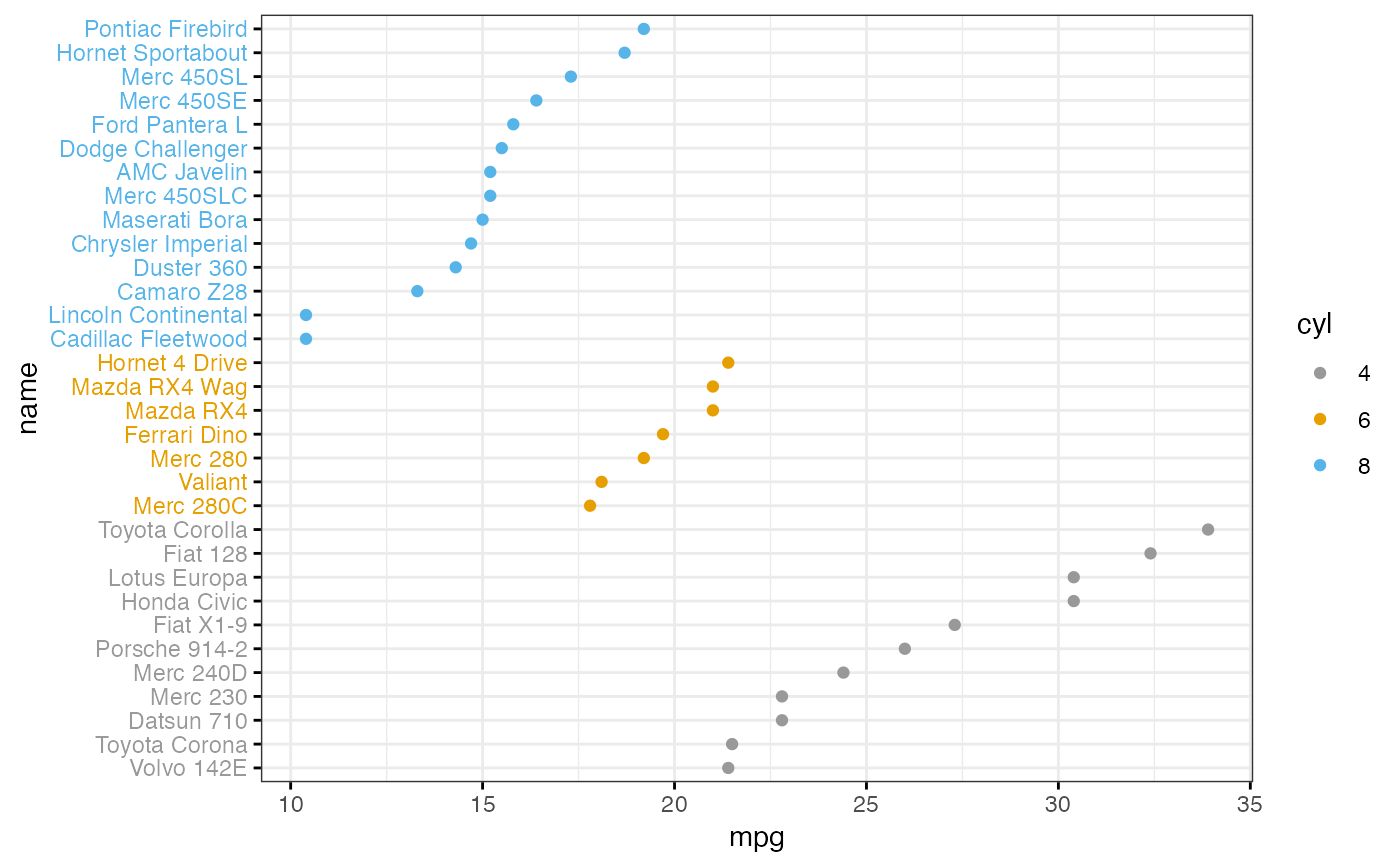 Pontiac Firebird
Hornet Sportabout
Merc 450SL
Merc 450SE
Ford Pantera L
Dodge Challenger
AMC Javelin
Merc 450SLC
Maserati Bora
Chrysler Imperial
Duster 360
Camaro Z28
Lincoln Continental
Cadillac Fleetwood
Hornet 4 Drive
Mazda RX4 Wag
Mazda RX4
Ferrari Dino
Merc 280
Valiant
Merc 280C
Toyota Corolla
Fiat 128
Lotus Europa
Honda Civic
Fiat X1-9
Porsche 914-2
Merc 240D
Merc 230
Datsun 710
Toyota Corona
Volvo 142E
name
10 15 20 25 30 35
mpg
cyl
4
6
8